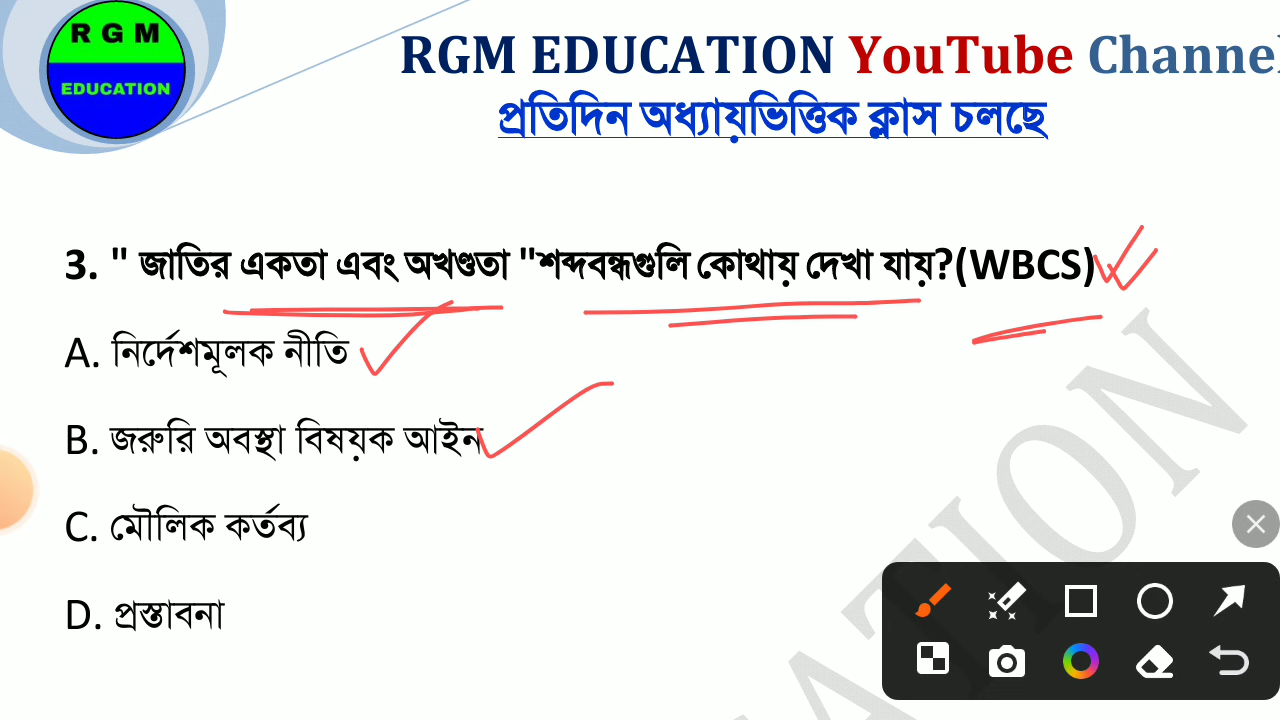 R G M
EDUCATION
RGM EDUCATION YouTube Channel
প্রতিদিন অধ্যায়ভিত্তিক ক্লাস চলছে
3. " জাতির একতা এবং অখণ্ডতা "শব্দবন্ধগুলি কোথায় দেখা যায়?(WBCS)
A. নির্দেশমূলক নীতি
B. জরুরি অবস্থা বিষয়ক আইন
C. মৌলিক কর্তব্য
D. প্রস্তাবনা
ATION